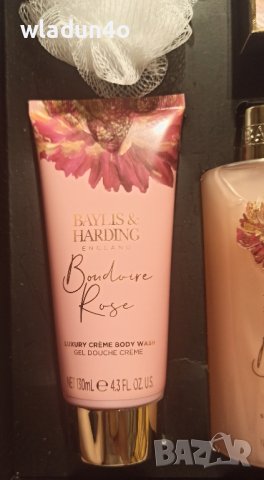 wladun4o
BAYLIS &
HARDING
ENGLAND
Boudoire
Rose
LUXURY CRÈME BODY WASH
GEL DOUCHE CRÈME
NET 130mL ℮ 4.3 FL OZ. U.S.
BAZAR